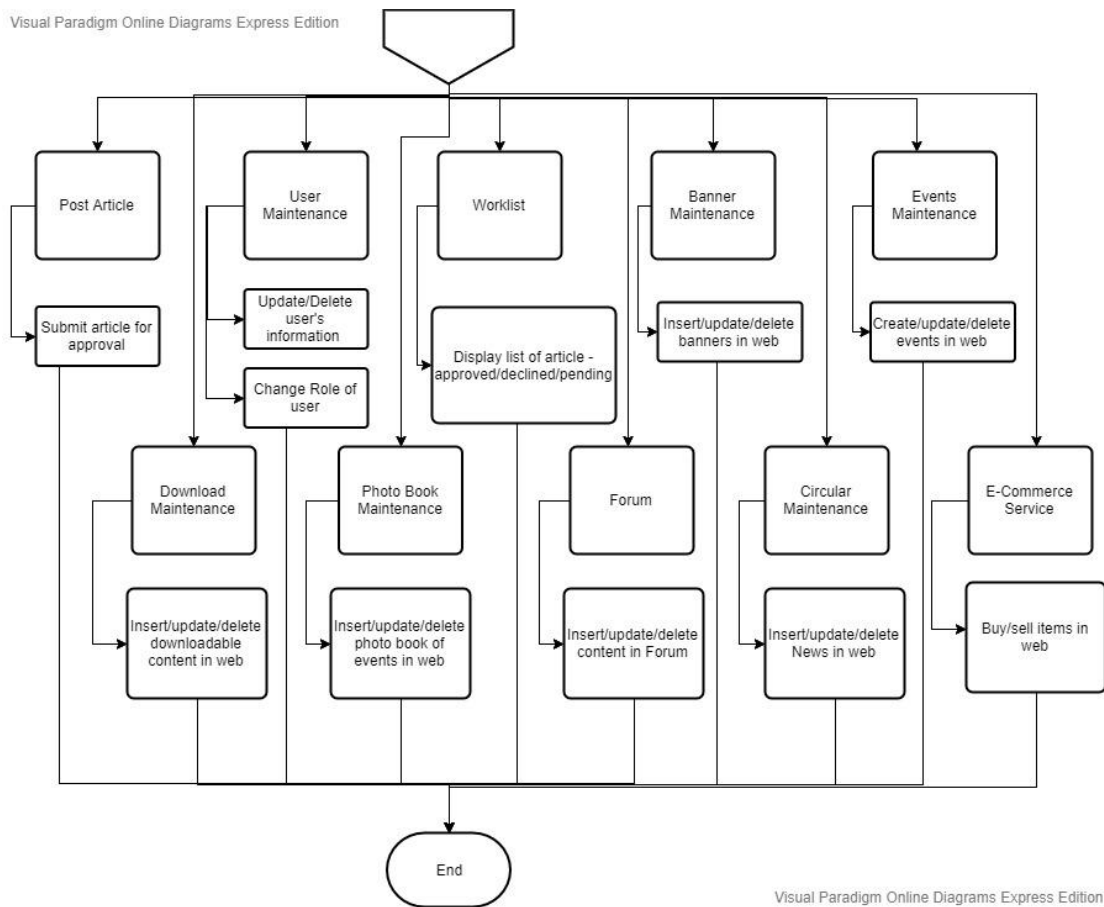 Visual Paradigm Online Diagrams Express Edition
Post Article
User
Maintenance
Worklist
Banner
Maintenance
Events
Maintenance
Submit article for
approval
Update/Delete
user's
information
Change Role of
user
Display list of article -
approved/declined/pending
Insert/update/delete
banners in web
Create/update/delete
events in web
Download
Maintenance
Photo Book
Maintenance
Forum
Circular
Maintenance
E-Commerce
Service
Insert/update/delete
downloadable
content in web
Insert/update/delete
photo book of
events in web
Insert/update/delete
content in Forum
Insert/update/delete
News in web
Buy/sell items in
web
End
Visual Paradigm Online Diagrams Express Edition